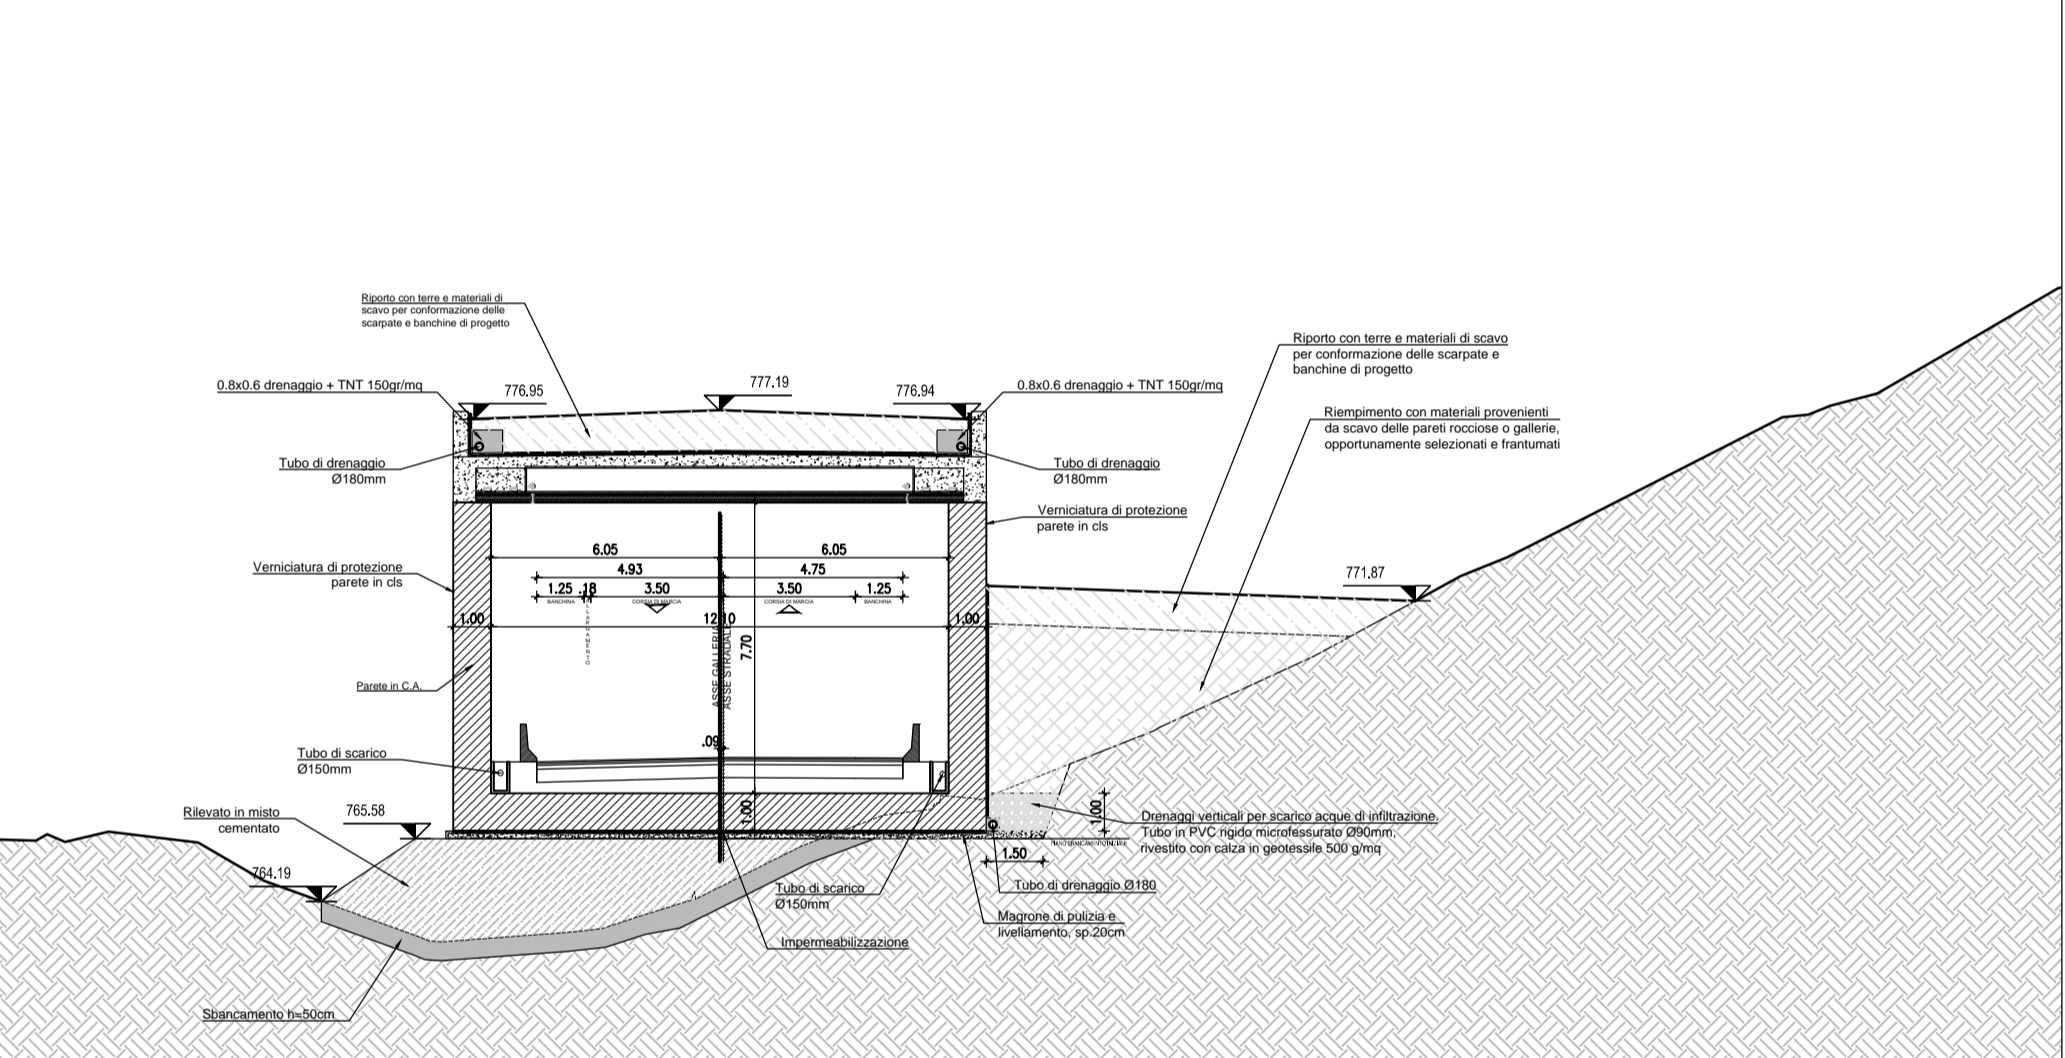 Riporto con terre e materiali di
scavo per conformazione delle
scarpate e banchine di progetto
Riporto con terre e materiali di scavo
per conformazione delle scarpate e
banchine di progetto
0.8x0.6 drenaggio + TNT 150gr/mq
776.95
777.19
776.94
0.8x0.6 drenaggio + TNT 150gr/mq
Riempimento con materiali provenienti
da scavo delle pareti rocciose o gallerie,
opportunamente selezionati e frantumati
Tubo di drenaggio
Ø180mm
Tubo di drenaggio
Ø180mm
Verniciatura di protezione
parete in cls
6.05
6.05
Verniciatura di protezione
parete in cls
4.93
4.75
771.87
1.25
.18
3.50
3.50
1.25
BANCHINA
CORSIA DI MARCIA
CORSIA DI MARCIA
BANCHINA
ALLARGAMENTO
1.00
12.10
1.00
7.70
ASSE GALLERIA
ASSE STRADALE
Parete in C.A.
.09
Tubo di scarico
Ø150mm
1.00
1.00
Rilevato in misto
cementato
765.58
Drenaggi verticali per scarico acque di infiltrazione.
Tubo in PVC rigido microfessurato Ø90mm,
rivestito con calza in geotessile 500 g/mq
1.50
764.19
Tubo di scarico
Ø150mm
Tubo di drenaggio Ø180
Magrone di pulizia e
livellamento, sp.20cm
Impermeabilizzazione
Sbancamento h=50cm